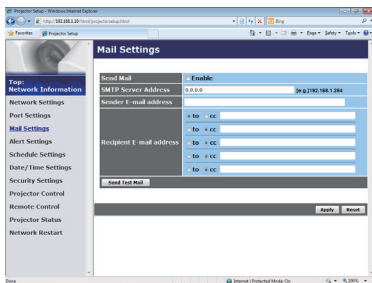 Projector Setup - Windows Internet Explorer
http://192.168.1.10/html/projectorsetup.html
Bing
Favorites
Projector Setup
Page
Safety
Tools
Mail Settings
Top:
Network Information
Network Settings
Port Settings
Mail Settings
Alert Settings
Schedule Settings
Date/Time Settings
Security Settings
Projector Control
Remote Control
Projector Status
Network Restart
Send Mail
Enable
SMTP Server Address
0.0.0.0
Sender E-mail address
Recipient E-mail address
to cc
to cc
to cc
to cc
to cc
Send Test Mail
Apply Reset
Done
Internet | Protected Mode: On
100%